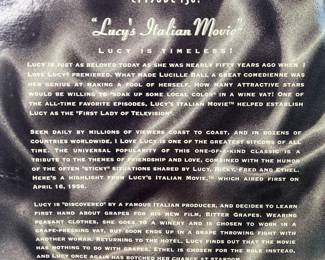 EPISODE 150:
"Lucy's Italian Movie"
LUCY IS TIMELESS!
LUCY IS JUST AS BELOVED TODAY AS SHE WAS NEARLY FIFTY YEARS AGO WHEN I
LOVE LUCY PREMIERED. WHAT MADE LUCILLE BALL A GREAT COMEDIENNE WAS
HER GENIUS AT MAKING A FOOL OF HERSELF. HOW MANY ATTRACTIVE STARS
WOULD BE WILLING TO "SOAK UP SOME LOCAL COLOR" IN A WINE VAT! ONE OF
THE ALL-TIME FAVORITE EPISODES, LUCY'S ITALIAN MOVIE™ HELPED ESTABLISH
LUCY AS THE "FIRST LADY OF TELEVISION".
SEEN DAILY BY MILLIONS OF VIEWERS COAST TO COAST, AND IN DOZENS OF
COUNTRIES WORLDWIDE, I LOVE LUCY IS ONE OF THE GREATEST SITCOMS OF ALL
TIME. THE UNIVERSAL POPULARITY OF THIS ONE-OF-A-KIND CLASSIC IS A
TRIBUTE TO THE THEMES OF FRIENDSHIP AND LOVE, COMBINED WITH THE HUMOR
OF THE OFTEN "STICKY" SITUATIONS SHARED BY LUCY, RICKY, FRED AND ETHEL.
HERE'S A HIGHLIGHT FROM LUCY'S ITALIAN MOVIE,™ WHICH AIRED FIRST ON
APRIL 16, 1956.
LUCY IS "DISCOVERED" BY A FAMOUS ITALIAN PRODUCER, AND DECIDES TO LEARN
FIRST HAND ABOUT GRAPES FOR HIS NEW FILM, BITTER GRAPES. WEARING
PEASANT CLOTHES, SHE GOES TO A WINERY AND IS CHOSEN TO WORK IN A
GRAPE-PRESSING VAT, BUT SOON ENDS UP IN A GRAPE THROWING FIGHT WITH
ANOTHER WOMAN. RETURNING TO THE HOTEL, LUCY FINDS OUT THAT THE MOVIE
HAS NOTHING TO DO WITH GRAPES. ETHEL IS CHOSEN FOR THE ROLE INSTEAD,
AND LUCY ONCE AGAIN HAS BOTCHED HER CHANCE AT STARDOM.